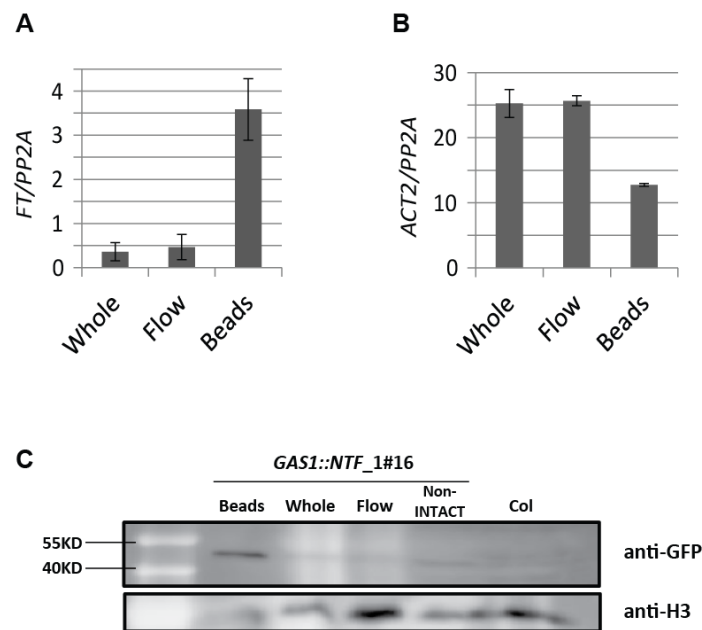 A
B
4
3
2
1
0
FT/PP2A
Whole
Flow
Beads
30
20
10
0
ACT2/PP2A
Whole
Flow
Beads
C
GAS1::NTF_1#16
Beads
Whole
Flow
Non-
INTACT
Col
55KD
40KD
anti-GFP
anti-H3